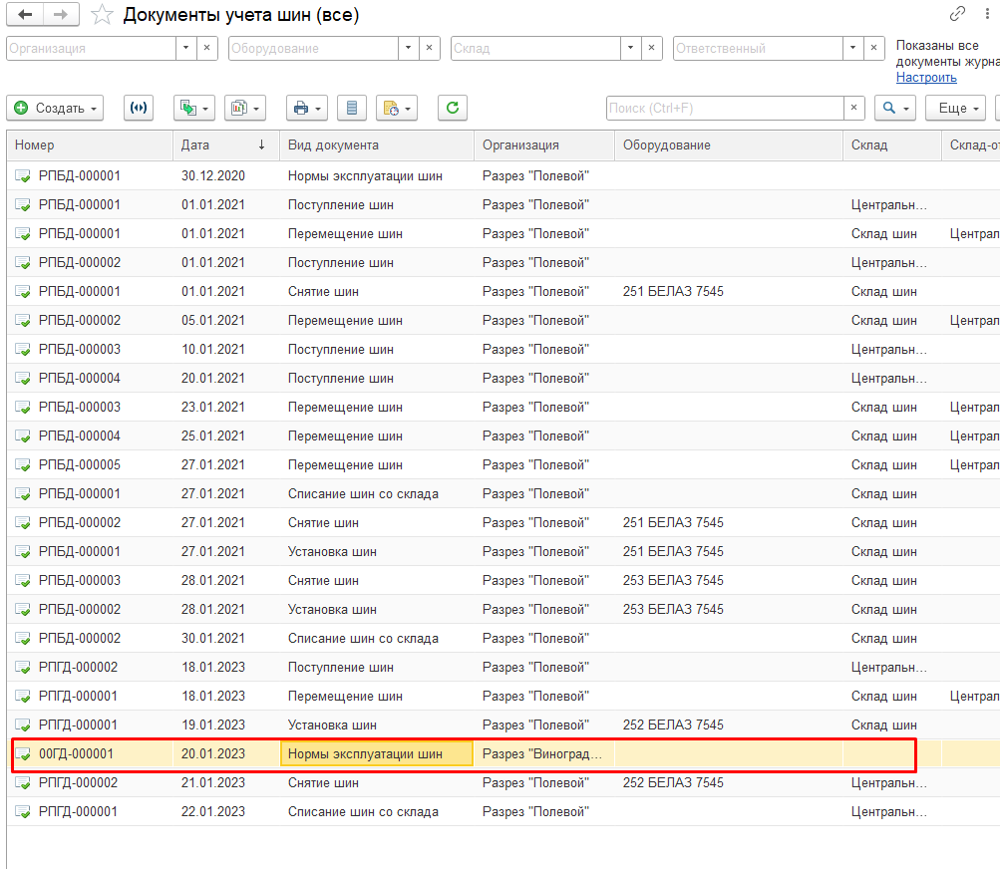 Документы учета шин (все)
Организация Оборудование Склад Ответственный Показаны все
документы журна
Настроить
Создать Поиск (Ctrl+F) Еще
Номер Дата Вид документа Организация Оборудование Склад Склад-от
РПБД-000001 30.12.2020 Нормы эксплуатации шин Разрез "Полевой"
РПБД-000001 01.01.2021 Поступление шин Разрез "Полевой" Центральн...
РПБД-000001 01.01.2021 Перемещение шин Разрез "Полевой" Склад шин Централ
РПБД-000002 01.01.2021 Поступление шин Разрез "Полевой" Центральн...
РПБД-000001 01.01.2021 Снятие шин Разрез "Полевой" 251 БЕЛАЗ 7545 Склад шин
РПБД-000002 05.01.2021 Перемещение шин Разрез "Полевой" Склад шин Централ
РПБД-000003 10.01.2021 Поступление шин Разрез "Полевой" Центральн...
РПБД-000004 20.01.2021 Поступление шин Разрез "Полевой" Центральн...
РПБД-000003 23.01.2021 Перемещение шин Разрез "Полевой" Склад шин Централ
РПБД-000004 25.01.2021 Перемещение шин Разрез "Полевой" Склад шин Централ
РПБД-000005 27.01.2021 Перемещение шин Разрез "Полевой" Склад шин Централ
РПБД-000001 27.01.2021 Списание шин со склада Разрез "Полевой" Склад шин
РПБД-000002 27.01.2021 Снятие шин Разрез "Полевой" 251 БЕЛАЗ 7545 Склад шин
РПБД-000001 27.01.2021 Установка шин Разрез "Полевой" 251 БЕЛАЗ 7545 Склад шин
РПБД-000003 28.01.2021 Снятие шин Разрез "Полевой" 253 БЕЛАЗ 7545 Склад шин
РПБД-000002 28.01.2021 Установка шин Разрез "Полевой" 253 БЕЛАЗ 7545 Склад шин
РПБД-000002 30.01.2021 Списание шин со склада Разрез "Полевой" Склад шин
РПГД-000002 18.01.2023 Поступление шин Разрез "Полевой" Центральн...
РПГД-000001 18.01.2023 Перемещение шин Разрез "Полевой" Склад шин Централ
РПГД-000001 19.01.2023 Установка шин Разрез "Полевой" 252 БЕЛАЗ 7545 Склад шин
00ГД-000001 20.01.2023 Нормы эксплуатации шин Разрез "Виноград...
РПГД-000002 21.01.2023 Снятие шин Разрез "Полевой" 252 БЕЛАЗ 7545 Центральн...
РПГД-000001 22.01.2023 Списание шин со склада Разрез "Полевой" Центральн...